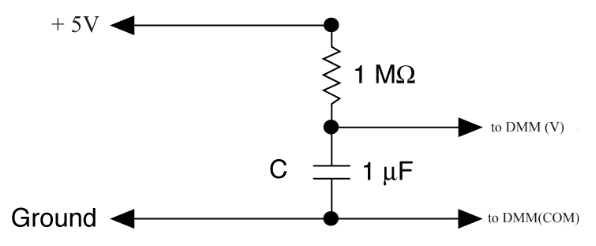 + 5V
1 MΩ
to DMM (V)
C 1 μF
Ground
to DMM(COM)